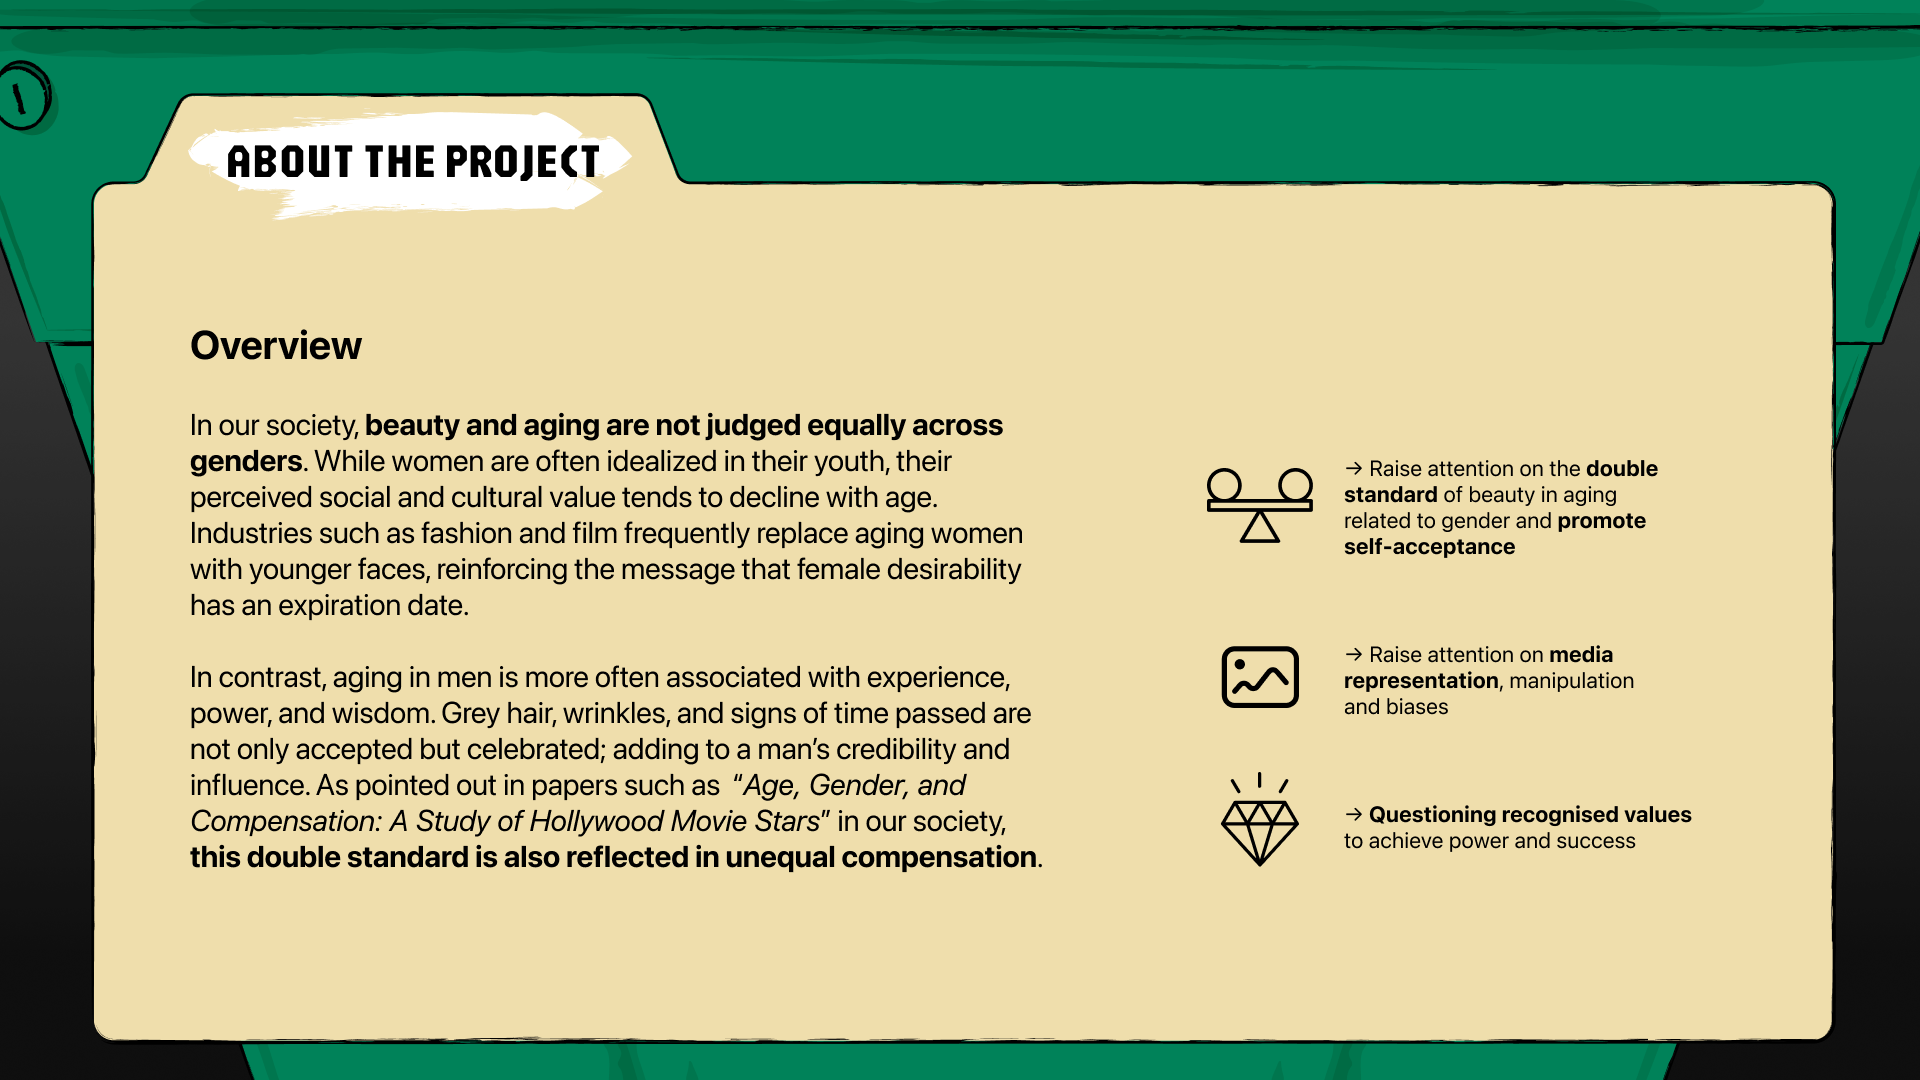 ABOUT THE PROJECT
Overview
In our society, beauty and aging are not judged equally across
genders. While women are often idealized in their youth, their
perceived social and cultural value tends to decline with age.
Industries such as fashion and film frequently replace aging women
with younger faces, reinforcing the message that female desirability
has an expiration date.
In contrast, aging in men is more often associated with experience,
power, and wisdom. Grey hair, wrinkles, and signs of time passed are
not only accepted but celebrated; adding to a man’s credibility and
influence. As pointed out in papers such as “Age, Gender, and
Compensation: A Study of Hollywood Movie Stars” in our society,
this double standard is also reflected in unequal compensation.
→ Raise attention on the double
standard of beauty in aging
related to gender and promote
self-acceptance
→ Raise attention on media
representation, manipulation
and biases
→ Questioning recognised values
to achieve power and success